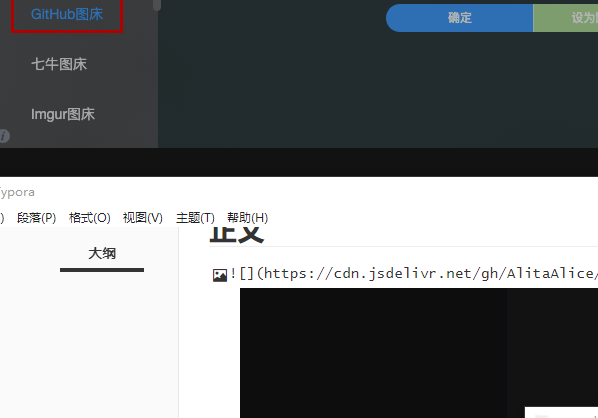 GitHub图床
确定
设为
七牛图床
Imgur图床
ypora
) 段落(P) 格式(O) 视图(V) 主题(T) 帮助(H)
正文
大纲
![](https://cdn.jsdelivr.net/gh/AlitaAlice/